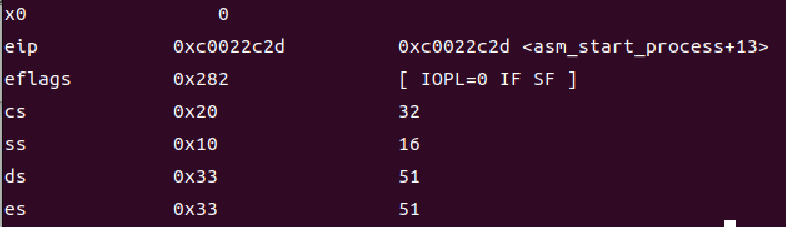 x0 0
eip 0xc0022c2d 0xc0022c2d <asm_start_process+13>
eflags 0x282 [ IOPL=0 IF SF ]
cs 0x20 32
ss 0x10 16
ds 0x33 51
es 0x33 51